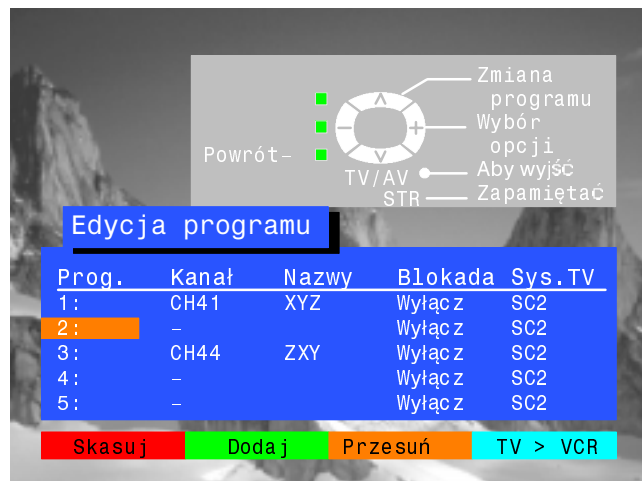 Zmiana
programu
Wybór
opcji
Powrót–
TV/AV
Aby wyjść
STR
Zapamiętać
Edycja programu
Prog. Kanał Nazwy Blokada Sys.TV
1: CH41 XYZ Wyłącz SC2
2: – Wyłącz SC2
3: CH44 ZXY Wyłącz SC2
4: – Wyłącz SC2
5: – Wyłącz SC2
Skasuj Dodaj Przesuń TV > VCR